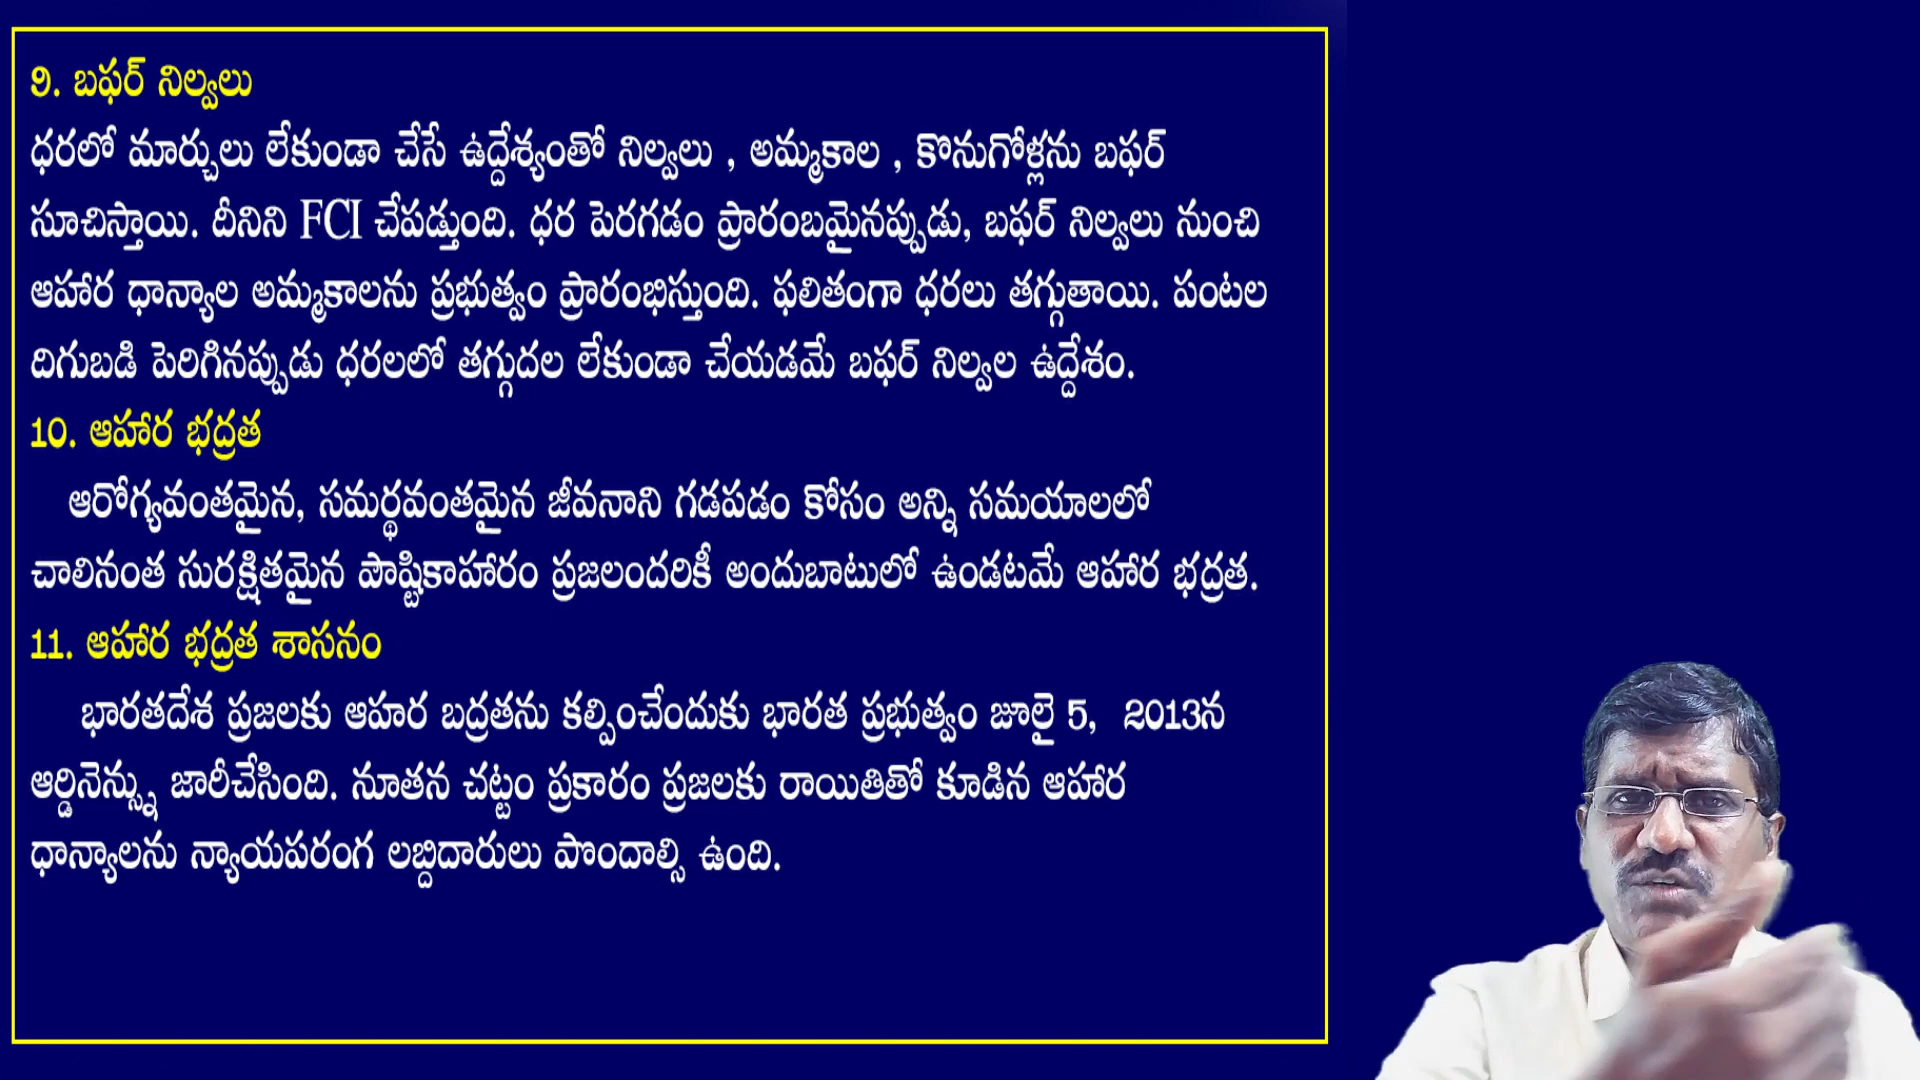 9. బఫర్ నిల్వలు
ధరలో మార్చులు లేకుండా చేసే ఉద్దేశ్యంతో నిల్వలు , అమ్మకాల , కొనుగోళ్లను బఫర్
సూచిస్తాయి. దీనిని FCI చేపడ్తుంది. ధర పెరగడం ప్రారంబమైనప్పుడు, బఫర్ నిల్వలు నుంచి
ఆహార ధాన్యాల అమ్మకాలను ప్రభుత్వం ప్రారంభిస్తుంది. ఫలితంగా ధరలు తగ్గుతాయి. పంటల
దిగుబడి పెరిగినప్పుడు ధరలలో తగ్గుదల లేకుండా చేయడమే బఫర్ నిల్వల ఉద్దేశం.
10. ఆహార భద్రత
ఆరోగ్యవంతమైన, సమర్థవంతమైన జీవనాని గడపడం కోసం అన్ని సమయాలలో
చాలినంత సురక్షితమైన పౌష్టికాహారం ప్రజలందరికీ అందుబాటులో ఉండటమే ఆహార భద్రత.
11. ఆహార భద్రత శాసనం
భారతదేశ ప్రజలకు ఆహర బద్రతను కల్పించేందుకు భారత ప్రభుత్వం జూలై 5, 2013న
ఆర్డినెన్స్ను జారీచేసింది. నూతన చట్టం ప్రకారం ప్రజలకు రాయితితో కూడిన ఆహార
ధాన్యాలను న్యాయపరంగ లబ్దిదారులు పొందాల్సి ఉంది.